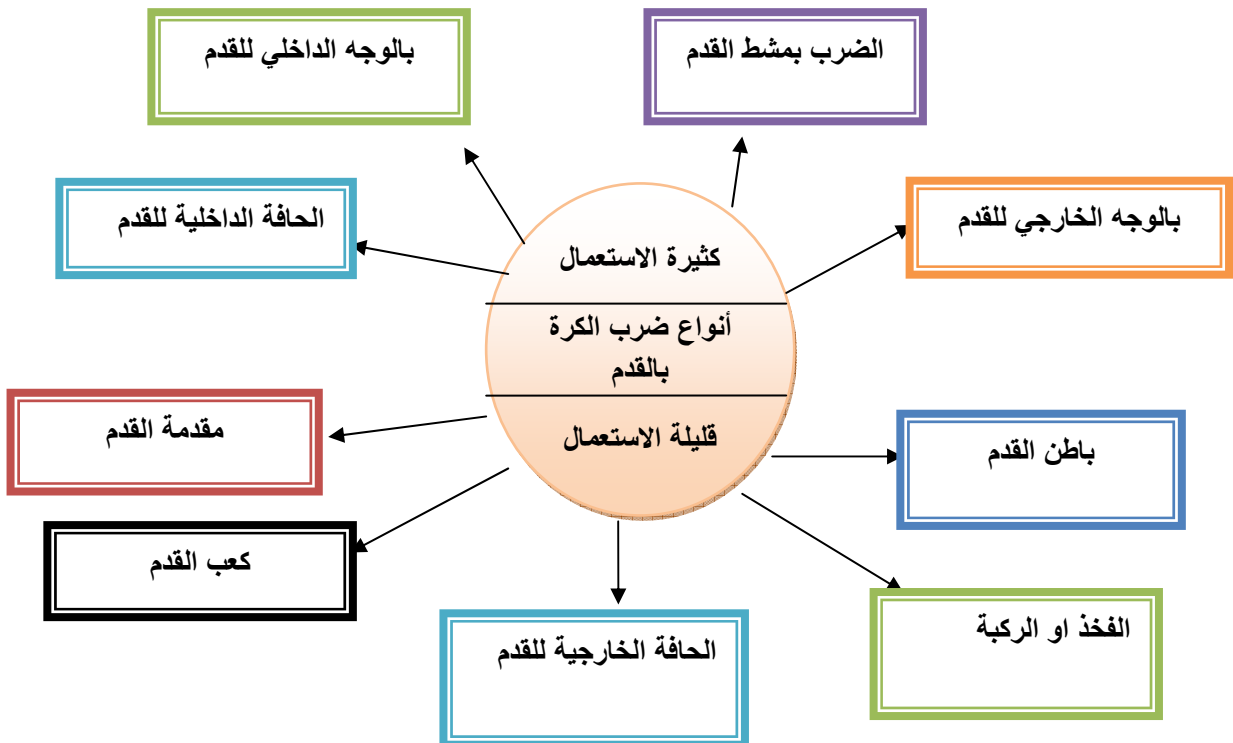 الضرب بمشط القدم
بالوجه الداخلي للقدم
بالوجه الخارجي للقدم
الحافة الداخلية للقدم
كثيرة الاستعمال
أنواع ضرب الكرة
بالقدم
قليلة الاستعمال
باطن القدم
مقدمة القدم
كعب القدم
الفخذ او الركبة
الحافة الخارجية للقدم